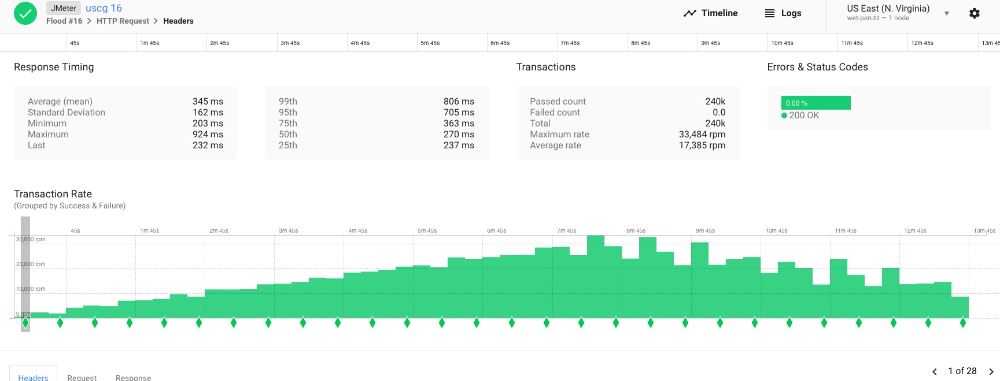 JMeter uscg 16
Flood #16 > HTTP Request > Headers
Timeline
Logs
US East (N. Virginia)
wet-perutz — 1 node
45s 1m 45s 2m 45s 3m 45s 4m 45s 5m 45s 6m 45s 7m 45s 8m 45s 9m 45s 10m 45s 11m 45s 12m 45s 13m 45
Response Timing
Average (mean) 345 ms
Standard Deviation 162 ms
Minimum 203 ms
Maximum 924 ms
Last 232 ms
99th 806 ms
95th 705 ms
75th 363 ms
50th 270 ms
25th 237 ms
Transactions
Passed count 240k
Failed count 0.0
Total 240k
Maximum rate 33,484 rpm
Average rate 17,385 rpm
Errors & Status Codes
0.00 %
200 OK
Transaction Rate
(Grouped by Success & Failure)
45s 1m 45s 2m 45s 3m 45s 4m 45s 5m 45s 6m 45s 7m 45s 8m 45s 9m 45s 10m 45s 11m 45s 12m 45s 13m 45s
30,000 rpm
20,000 rpm
10,000 rpm
0 rpm
Headers Request Response
1 of 28